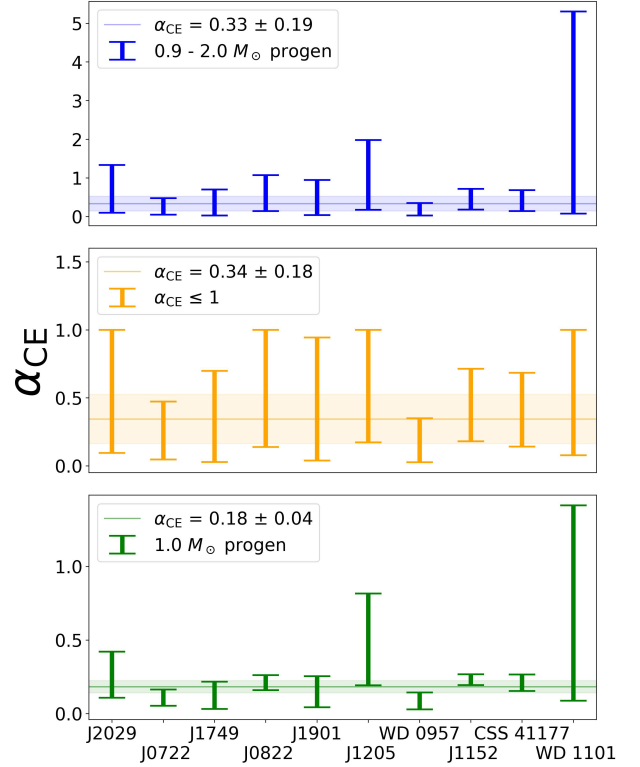 α_CE
5
4
3
2
1
0
α_CE = 0.33 ± 0.19
0.9 - 2.0 M_⊙ progen
1.5
1.0
0.5
0.0
α_CE = 0.34 ± 0.18
α_CE ≤ 1
1.0
0.5
0.0
α_CE = 0.18 ± 0.04
1.0 M_⊙ progen
J2029 J1749 J1901 WD 0957 CSS 41177
J0722 J0822 J1205 J1152 WD 1101